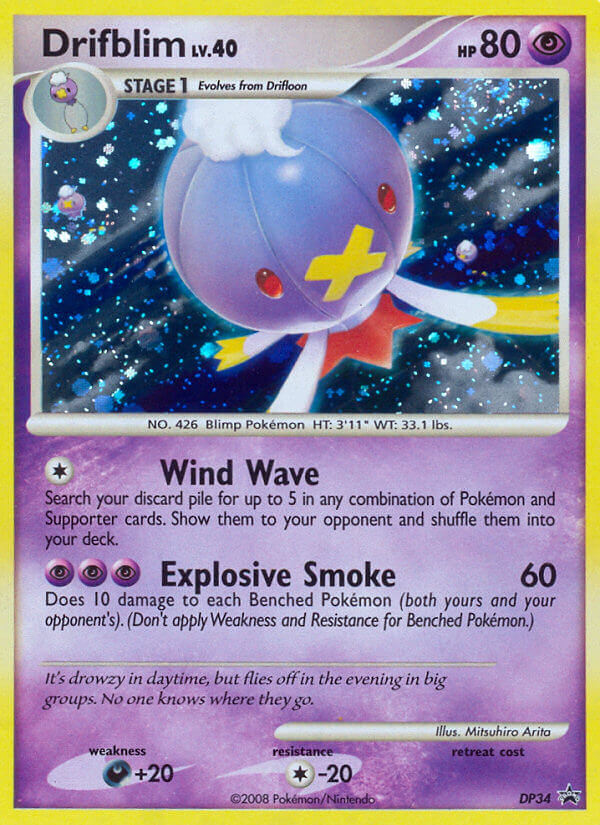 Drifblim LV.40 HP 80
STAGE 1 Evolves from Drifloon
NO. 426 Blimp Pokémon HT: 3'11" WT: 33.1 lbs.
Wind Wave
Search your discard pile for up to 5 in any combination of Pokémon and
Supporter cards. Show them to your opponent and shuffle them into
your deck.
Explosive Smoke 60
Does 10 damage to each Benched Pokémon (both yours and your
opponent's). (Don't apply Weakness and Resistance for Benched Pokémon.)
It's drowzy in daytime, but flies off in the evening in big
groups. No one knows where they go.
Illus. Mitsuhiro Arita
weakness resistance retreat cost
+20 -20
©2008 Pokémon/Nintendo DP34